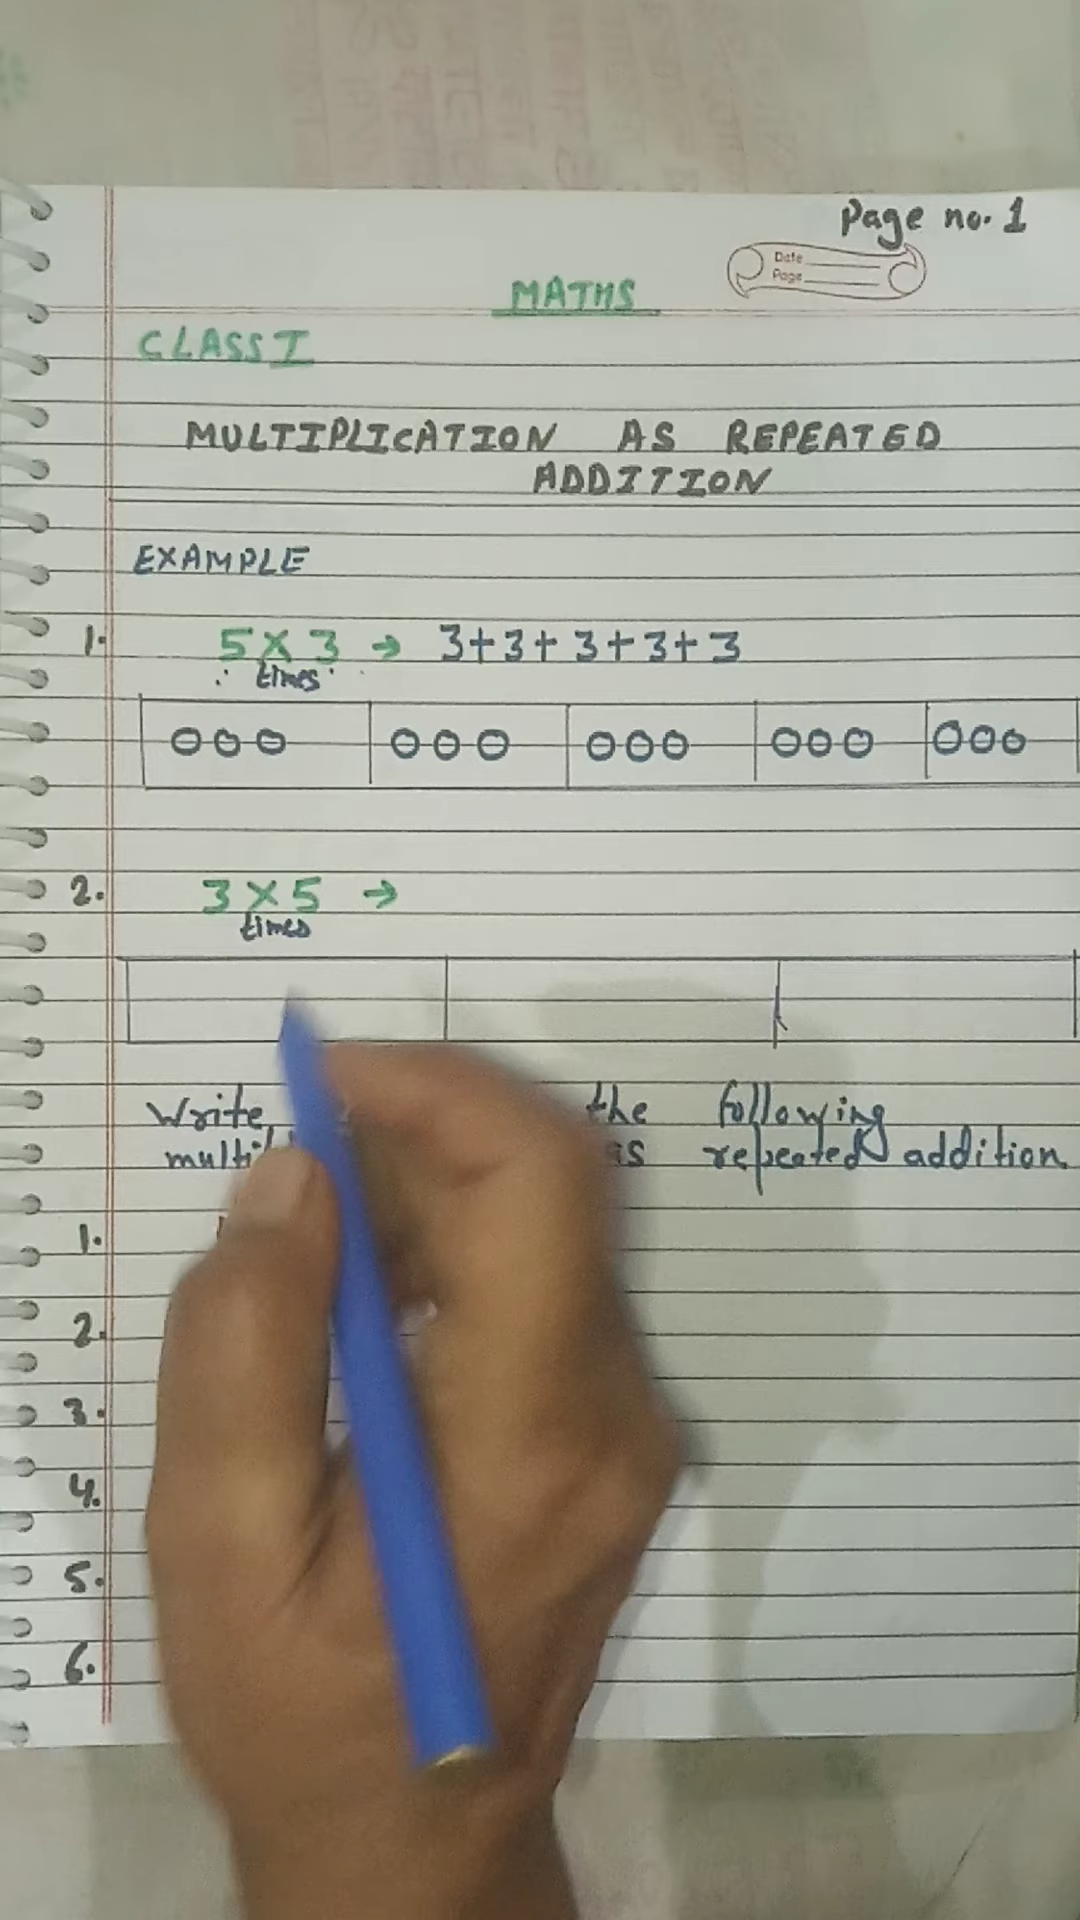 Page no. 1
Date
Page
MATHS
CLASS I
MULTIPLICATION AS REPEATED
ADDITION
EXAMPLE
1. 5 X 3 → 3+3+3+3+3
times
2. 3 X 5 →
times
Write the following
repeated addition.
1.
2.
3.
4.
5.
6.